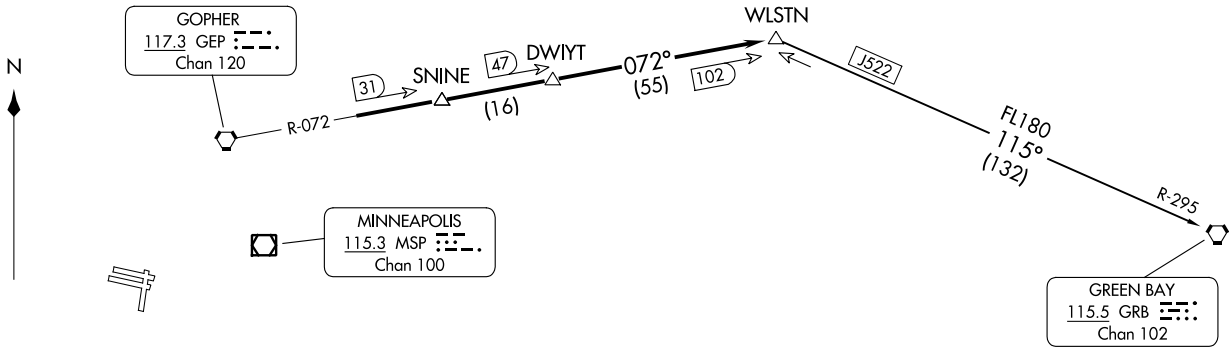 GOPHER
117.3 GEP
Chan 120
N
WLSTN
DWIYT
SNINE
31
47
072°
(55)
102
(16)
R-072
J522
FL180
115°
(132)
R-295
MINNEAPOLIS
115.3 MSP
Chan 100
GREEN BAY
115.5 GRB
Chan 102